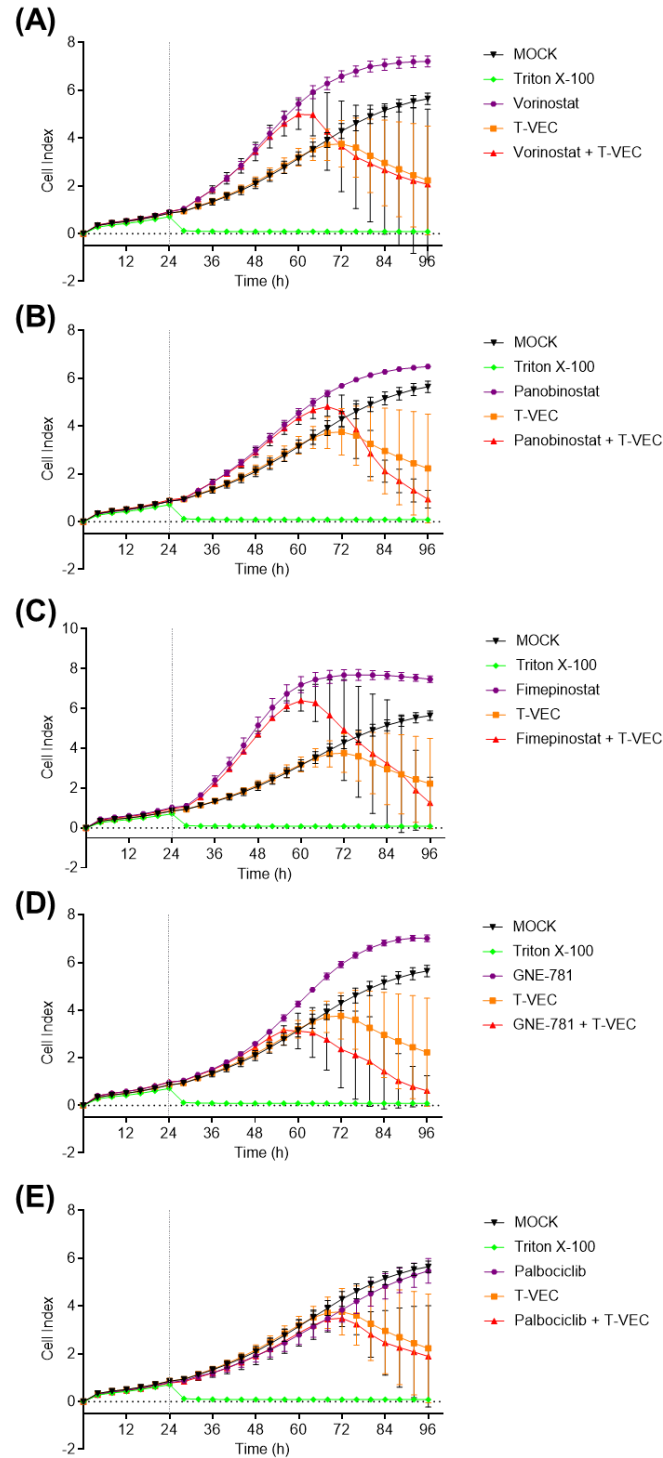 (A)
8
6
4
2
0
-2
Cell Index
12 24 36 48 60 72 84 96
Time (h)
MOCK
Triton X-100
Vorinostat
T-VEC
Vorinostat + T-VEC
(B)
8
6
4
2
0
-2
Cell Index
12 24 36 48 60 72 84 96
Time (h)
MOCK
Triton X-100
Panobinostat
T-VEC
Panobinostat + T-VEC
(C)
10
8
6
4
2
0
Cell Index
12 24 36 48 60 72 84 96
Time (h)
MOCK
Triton X-100
Fimepinostat
T-VEC
Fimepinostat + T-VEC
(D)
8
6
4
2
0
-2
Cell Index
12 24 36 48 60 72 84 96
Time (h)
MOCK
Triton X-100
GNE-781
T-VEC
GNE-781 + T-VEC
(E)
8
6
4
2
0
-2
Cell Index
12 24 36 48 60 72 84 96
Time (h)
MOCK
Triton X-100
Palbociclib
T-VEC
Palbociclib + T-VEC